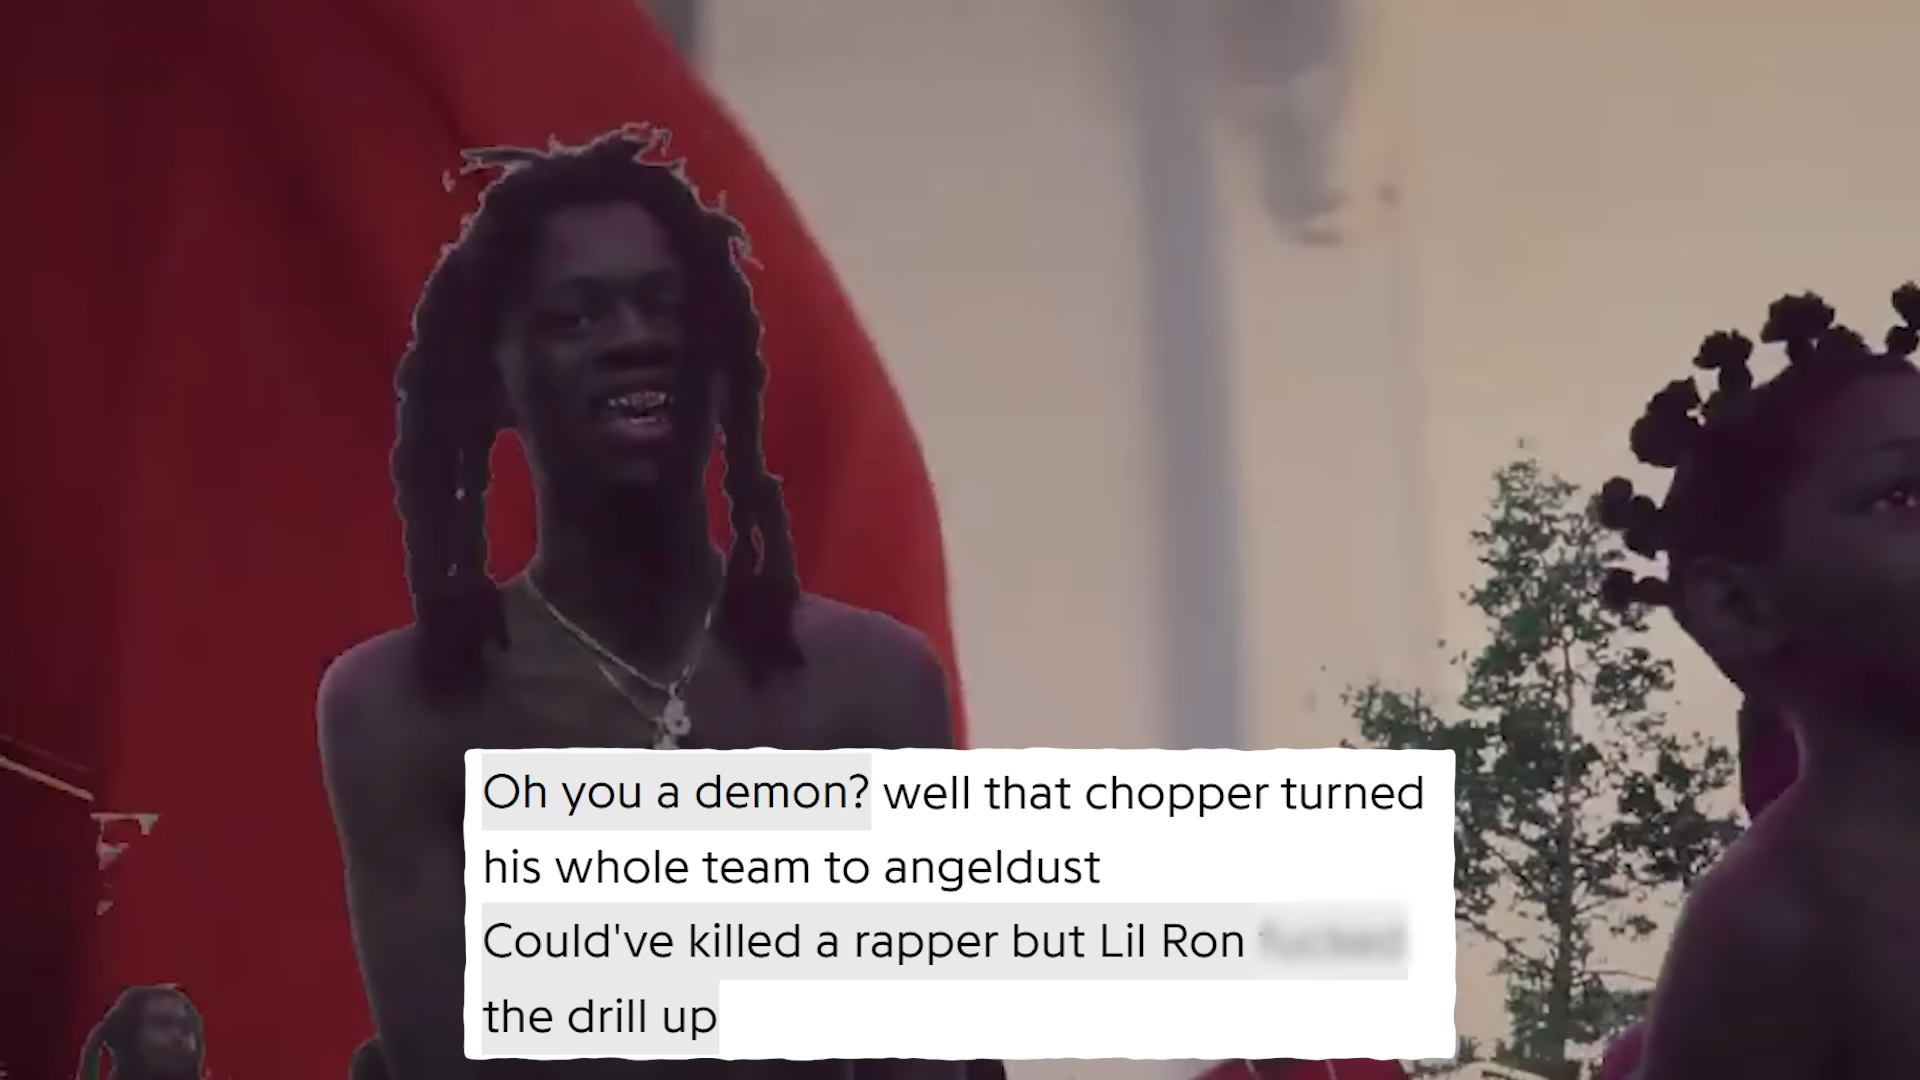 Oh you a demon? well that chopper turned
his whole team to angeldust
Could've killed a rapper but Lil Ron
the drill up